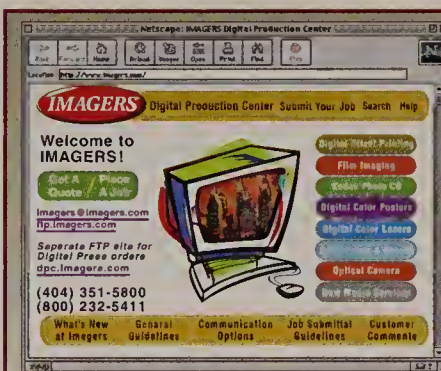 Netscape: IMAGERS Digital Production Center
Back Forward Home Reload Images Open Print Find Stop
Location: http://www.imagers.com/
IMAGERS Digital Production Center Submit Your Job Search Help
Welcome to
IMAGERS!
Get A Quote / Place A Job
Imagers@imagers.com
ftp.imagers.com
Separate FTP site for
Digital Press orders
dpc.imagers.com
(404) 351-5800
(800) 232-5411
Digital Offset Printing
Film Imaging
Kodak Photo CD
Digital Color Posters
Digital Color Lasers
Optical Camera
What's New
at Imagers
General
Guidelines
Communication
Options
Job Submittal
Guidelines
Customer
Comments